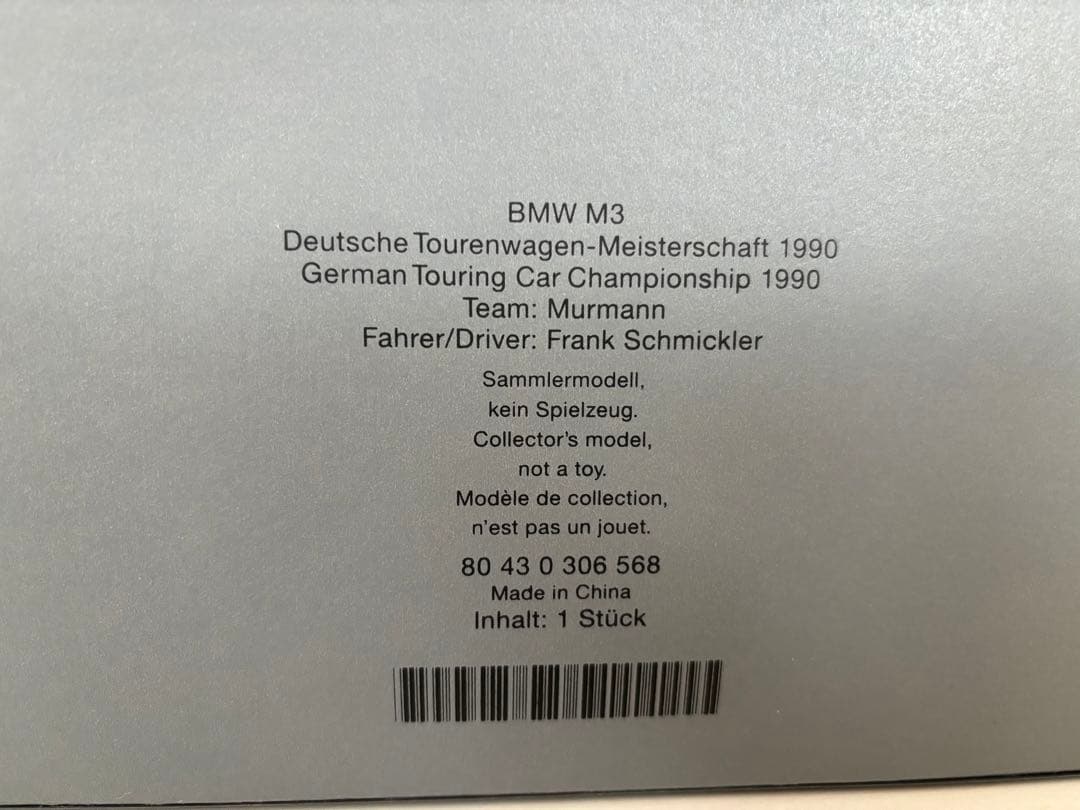 BMW M3
Deutsche Tourenwagen-Meisterschaft 1990
German Touring Car Championship 1990
Team: Murmann
Fahrer/Driver: Frank Schmickler
Sammlermodell,
kein Spielzeug.
Collector's model,
not a toy.
Modèle de collection,
n'est pas un jouet.
80 43 0 306 568
Made in China
Inhalt: 1 Stück